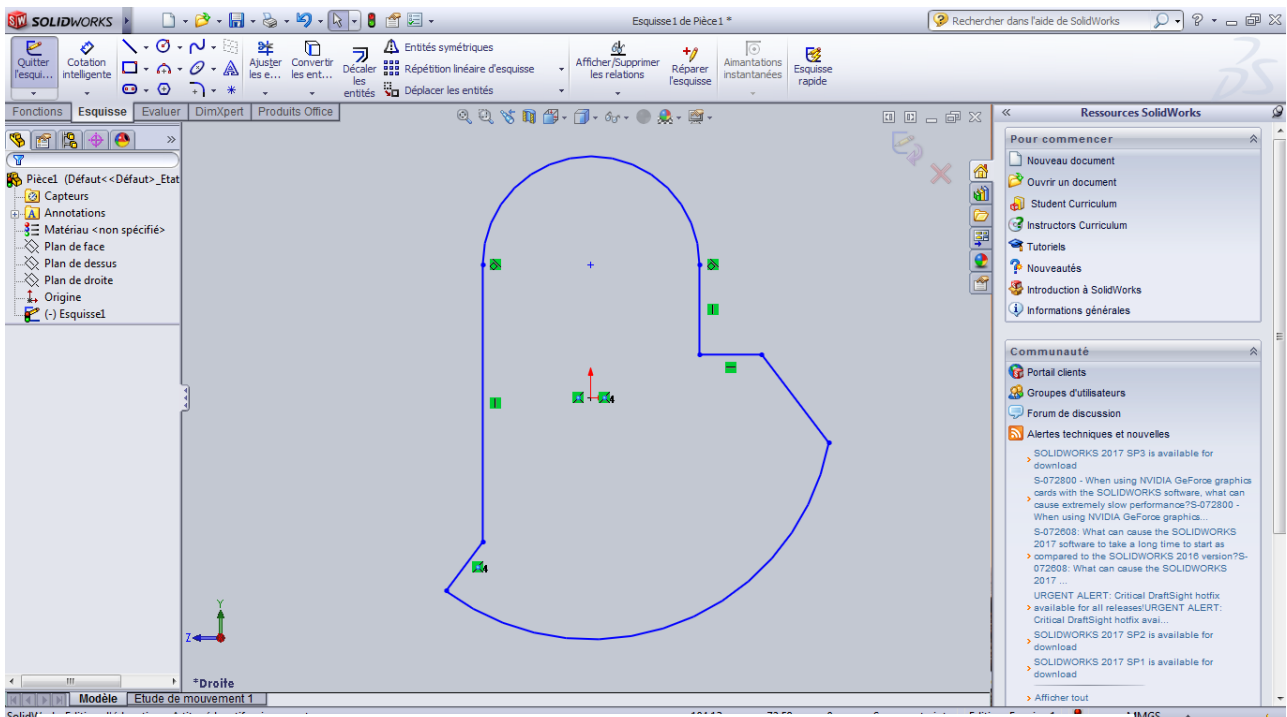 SOLIDWORKS
Esquisse1 de Pièce1 *
Rechercher dans l'aide de SolidWorks
Quitter l'esqui...
Cotation intelligente
Ajuster les e...
Convertir les ent...
Décaler les entités
Entités symétriques
Répétition linéaire d'esquisse
Déplacer les entités
Afficher/Supprimer les relations
Réparer l'esquisse
Aimantations instantanées
Esquisse rapide
Fonctions Esquisse Evaluer DimXpert Produits Office
Pièce1 (Défaut<<Défaut>_Etat
Capteurs
Annotations
Matériau <non spécifié>
Plan de face
Plan de dessus
Plan de droite
Origine
(-) Esquisse1
4
4
Y
Z
*Droite
Ressources SolidWorks
Pour commencer
Nouveau document
Ouvrir un document
Student Curriculum
Instructors Curriculum
Tutoriels
Nouveautés
Introduction à SolidWorks
Informations générales
Communauté
Portail clients
Groupes d'utilisateurs
Forum de discussion
Alertes techniques et nouvelles
SOLIDWORKS 2017 SP3 is available for
download
S-072800 - When using NVIDIA GeForce graphics
cards with the SOLIDWORKS software, what can
cause extremely slow performance?S-072800 -
When using NVIDIA GeForce graphics...
S-072608: What can cause the SOLIDWORKS
2017 software to take a long time to start as
compared to the SOLIDWORKS 2016 version?S-
072608: What can cause the SOLIDWORKS
2017 ...
URGENT ALERT: Critical DraftSight hotfix
available for all releases!URGENT ALERT:
Critical DraftSight hotfix avai...
SOLIDWORKS 2017 SP2 is available for
download
SOLIDWORKS 2017 SP1 is available for
download
Afficher tout
Modèle Etude de mouvement 1